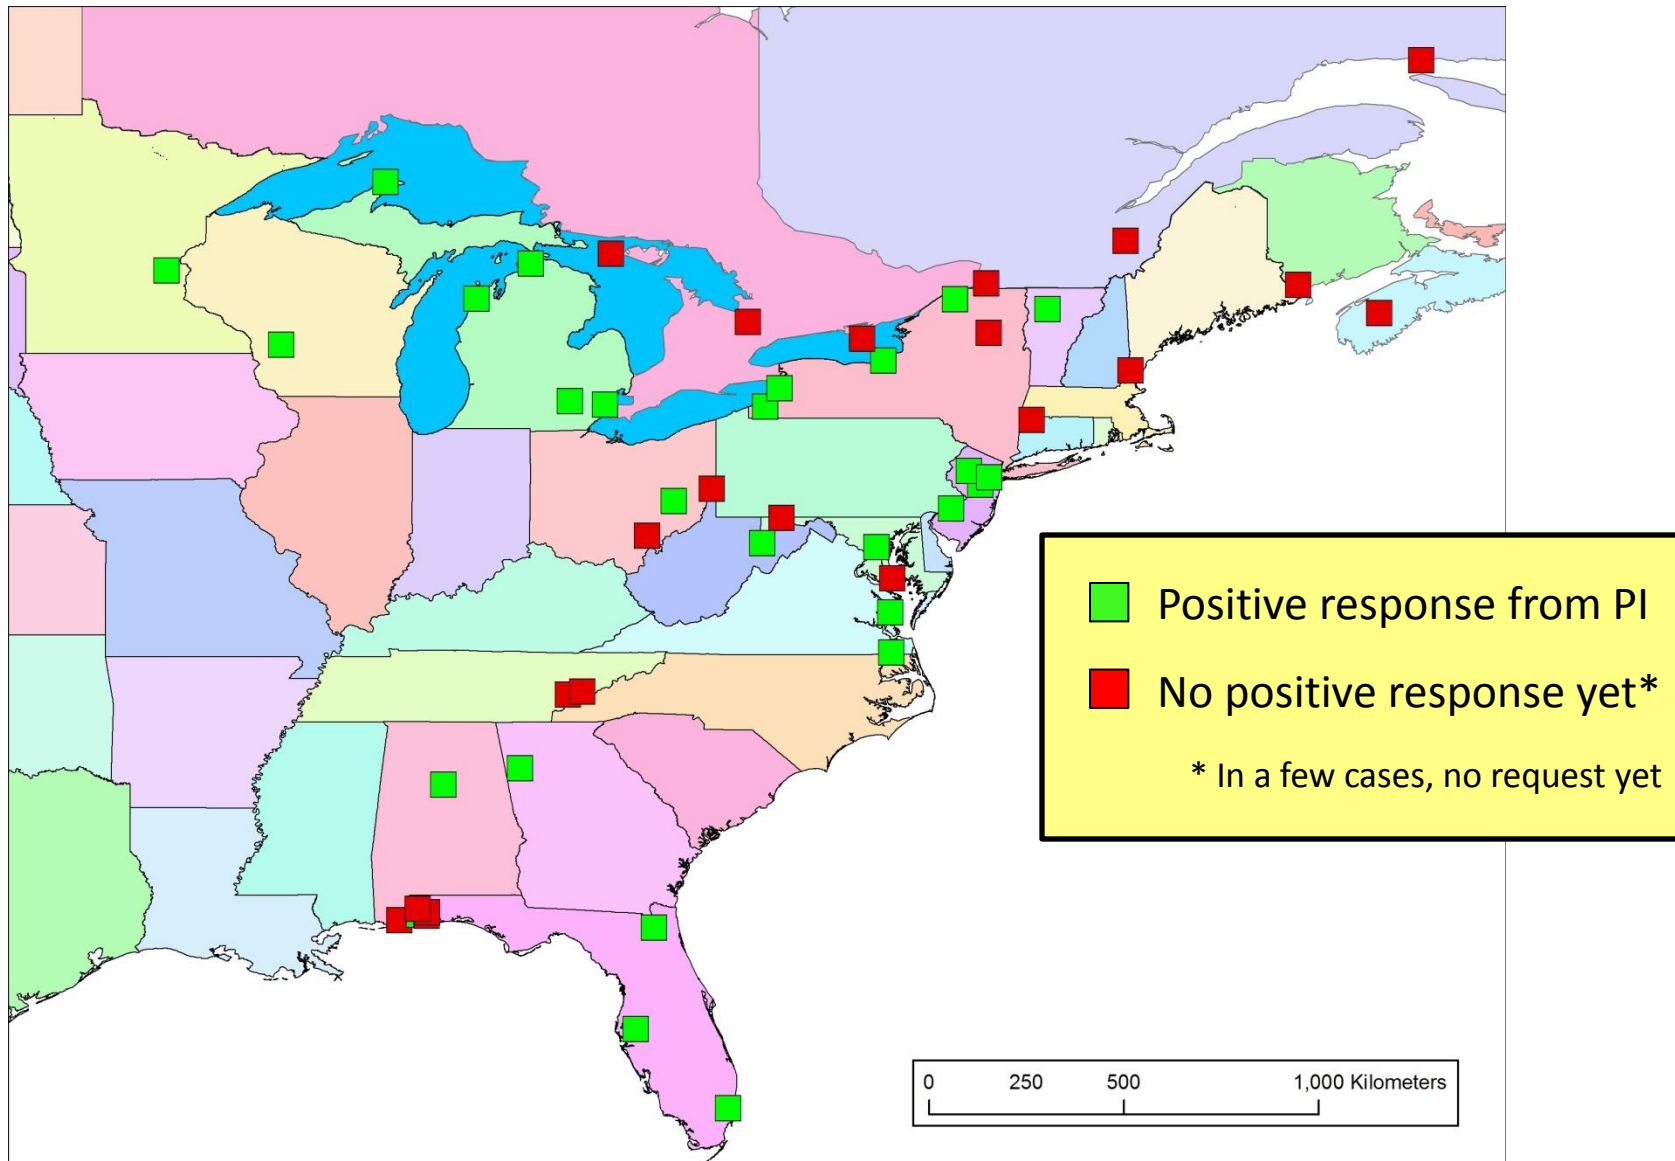 Positive response from PI
No positive response yet*
* In a few cases, no request yet
0 250 500 1,000 Kilometers